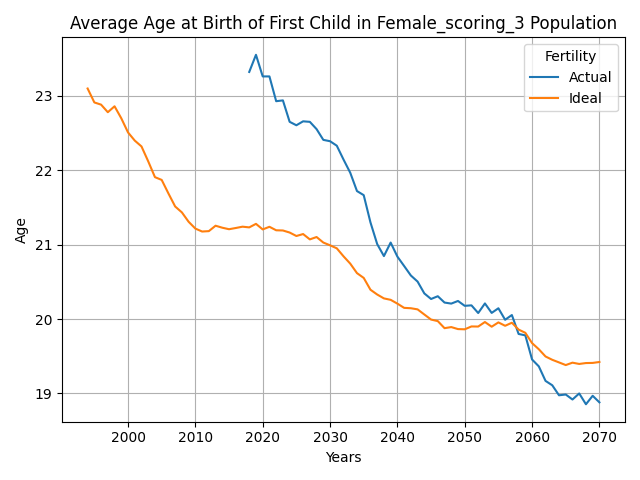 Average Age at Birth of First Child in Female_scoring_3 Population
Fertility
Actual
Ideal
23
22
21
20
19
Age
2000 2010 2020 2030 2040 2050 2060 2070
Years